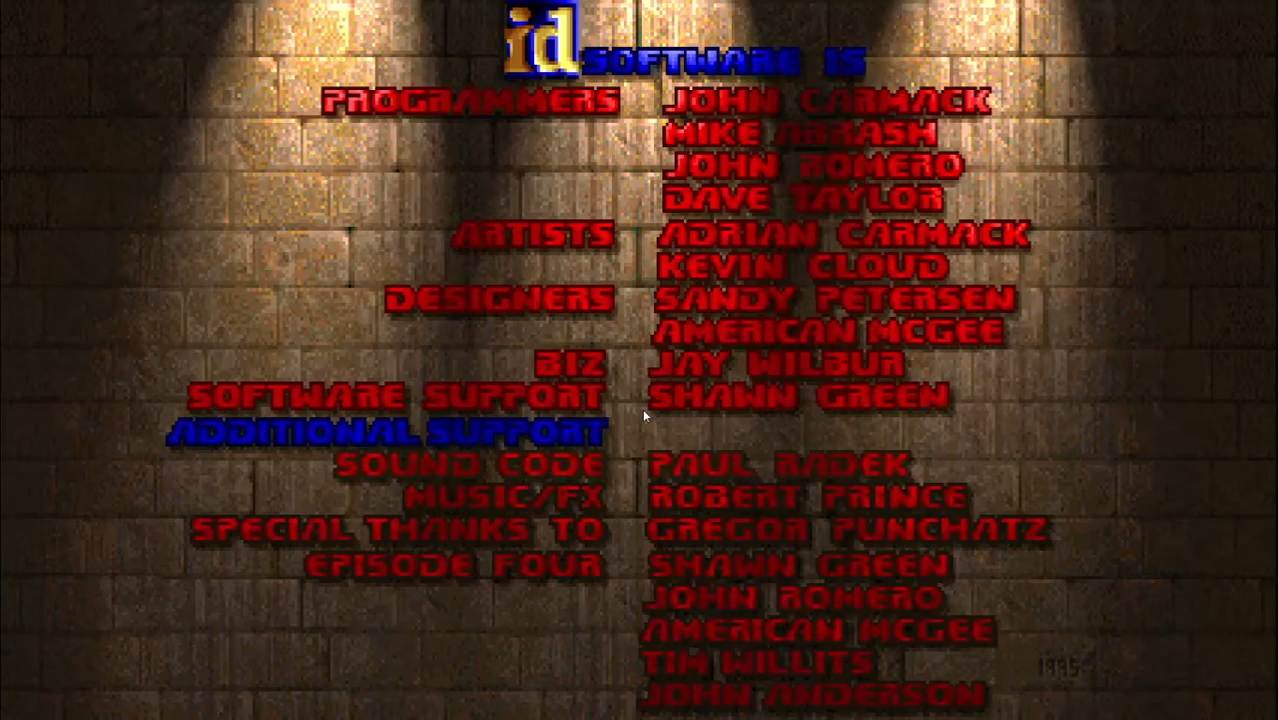 id SOFTWARE IS
PROGRAMMERS JOHN CARMACK
MIKE ABRASH
JOHN ROMERO
DAVE TAYLOR
ARTISTS ADRIAN CARMACK
KEVIN CLOUD
DESIGNERS SANDY PETERSEN
AMERICAN MCGEE
BIZ JAY WILBUR
SOFTWARE SUPPORT SHAWN GREEN
ADDITIONAL SUPPORT
SOUND CODE PAUL RADEK
MUSIC/FX ROBERT PRINCE
SPECIAL THANKS TO GREGOR PUNCHATZ
EPISODE FOUR SHAWN GREEN
JOHN ROMERO
AMERICAN MCGEE
TIM WILLITS
1995
JOHN ANDERSON